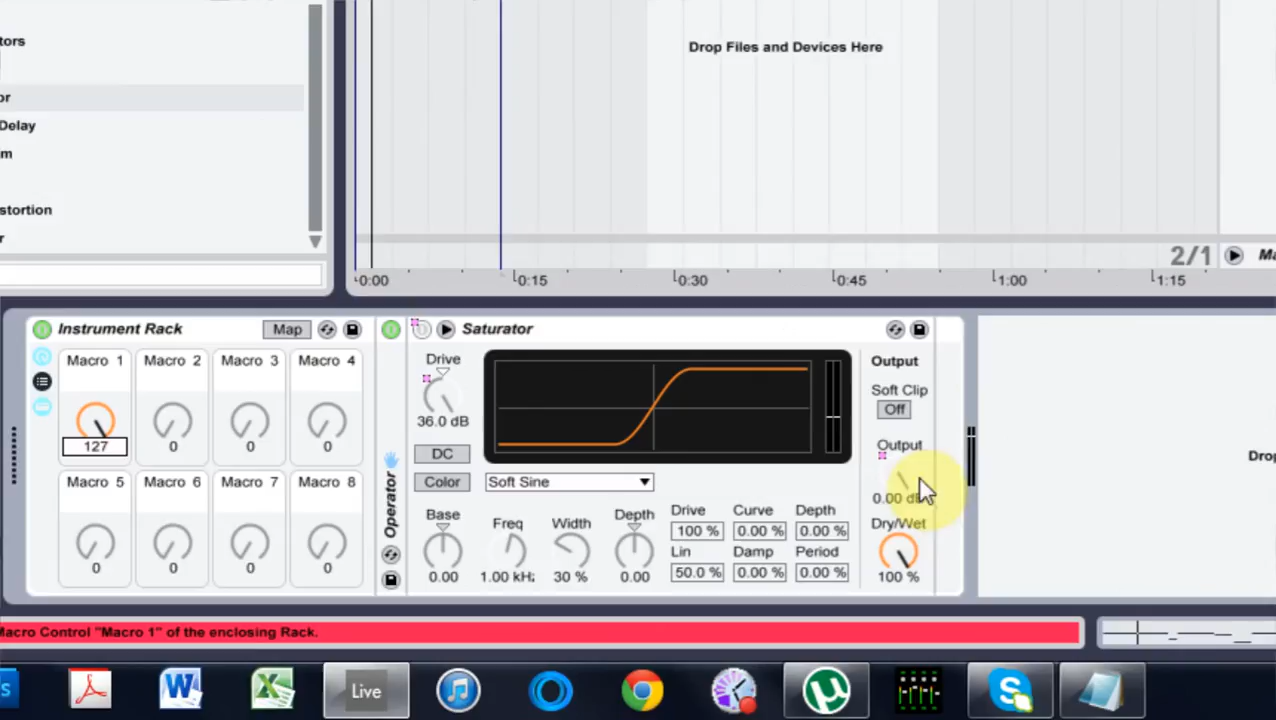 tors
or
Delay
m
stortion
r
Drop Files and Devices Here
2/1
0:00
0:15
0:30
0:45
1:00
1:15
Instrument Rack
Map
Saturator
Macro 1
Macro 2
Macro 3
Macro 4
127
0
0
0
Macro 5
Macro 6
Macro 7
Macro 8
0
0
0
0
Operator
Drive
36.0 dB
DC
Color
Soft Sine
Base
Freq
Width
Depth
0.00
1.00 kHz
30 %
0.00
Drive
Curve
Depth
100 %
0.00 %
0.00 %
Lin
Damp
Period
50.0 %
0.00 %
0.00 %
Output
Soft Clip
Off
Output
0.00 dB
Dry/Wet
100 %
Drop
Macro Control "Macro 1" of the enclosing Rack.
s
W
X
Live
µ
S